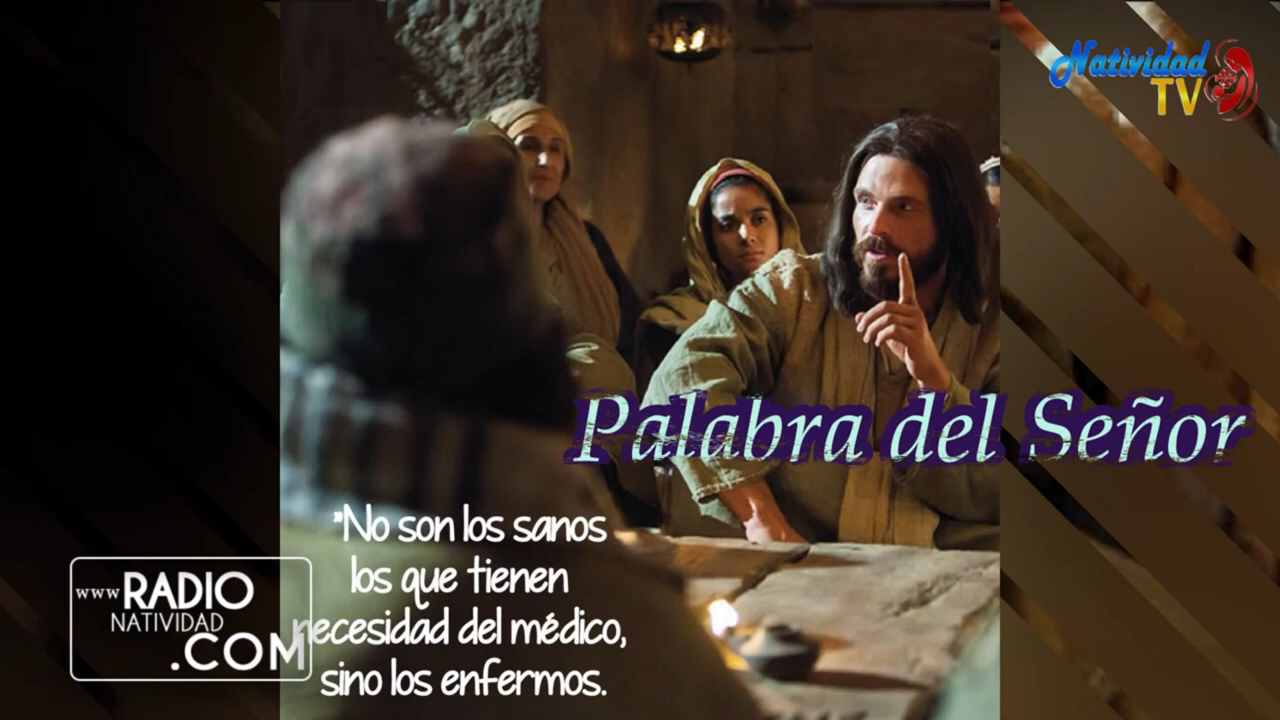 Natividad
TV
Palabra del Señor
"No son los sanos
los que tienen
necesidad del médico,
sino los enfermos.
www RADIO
NATIVIDAD
.COM